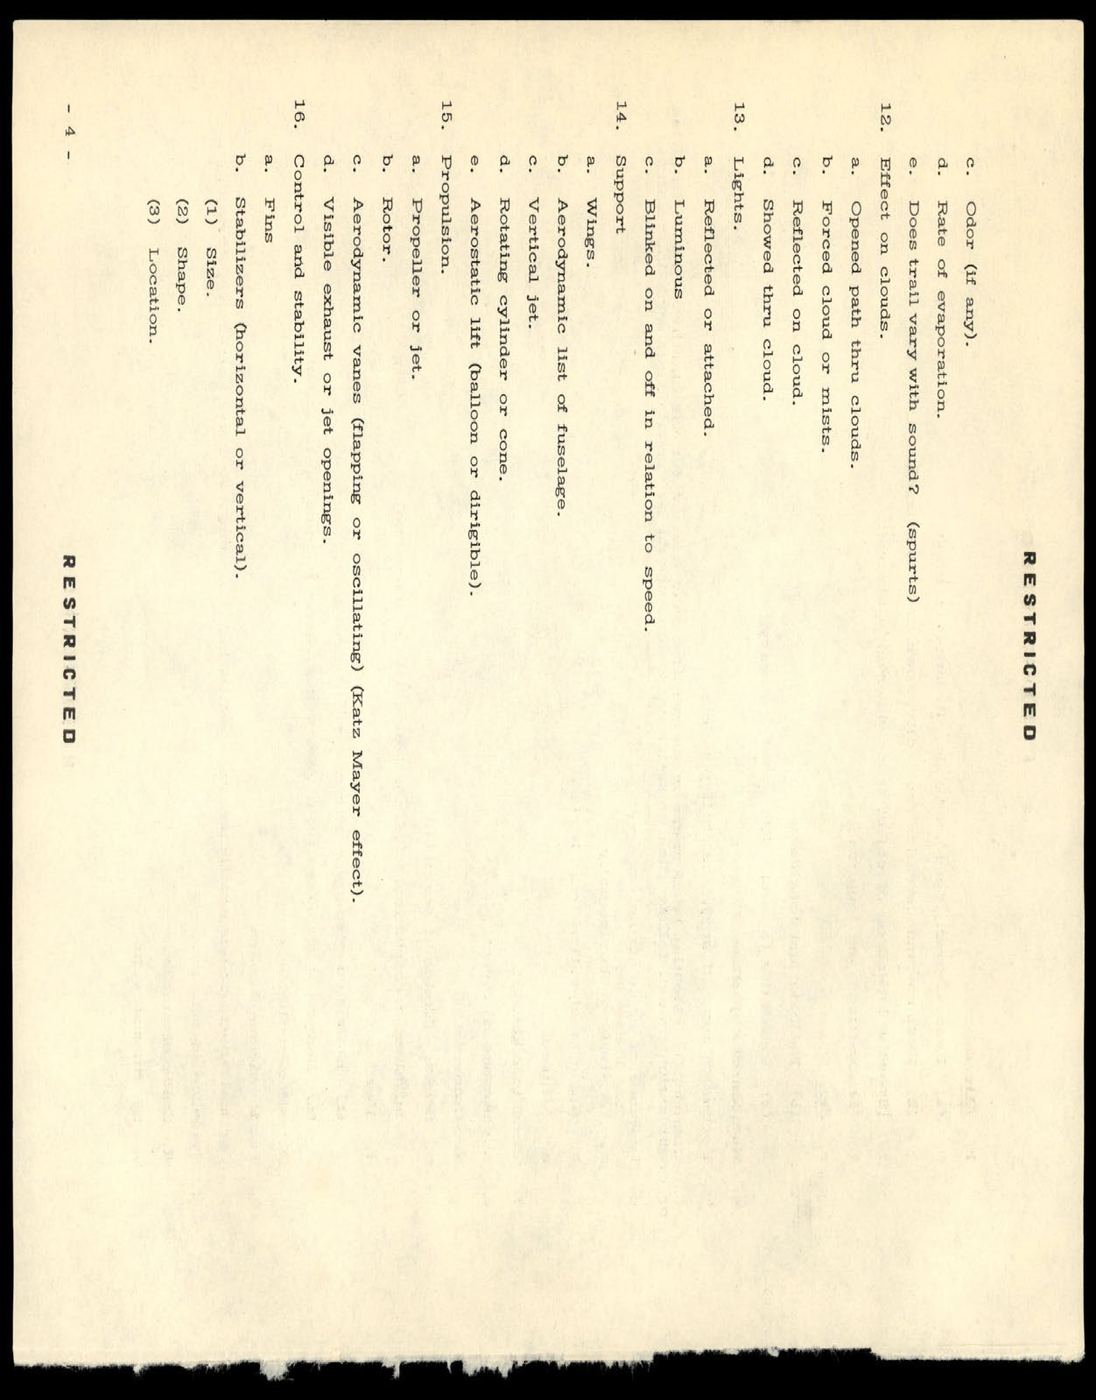 RESTRICTED
c. Odor (if any).
d. Rate of evaporation.
e. Does trail vary with sound? (spurts)
12. Effect on clouds.
a. Opened path thru clouds.
b. Forced cloud or mists.
c. Reflected on cloud.
d. Showed thru cloud.
13. Lights.
a. Reflected or attached.
b. Luminous
c. Blinked on and off in relation to speed.
14. Support
a. Wings.
b. Aerodynamic list of fuselage.
c. Vertical jet.
d. Rotating cylinder or cone.
e. Aerostatic lift (balloon or dirigible).
15. Propulsion.
a. Propeller or jet.
b. Rotor.
c. Aerodynamic vanes (flapping or oscillating) (Katz Mayer effect).
d. Visible exhaust or jet openings.
16. Control and stability.
a. Fins
b. Stabilizers (horizontal or vertical).
(1) Size.
(2) Shape.
(3) Location.
- 4 -
RESTRICTED